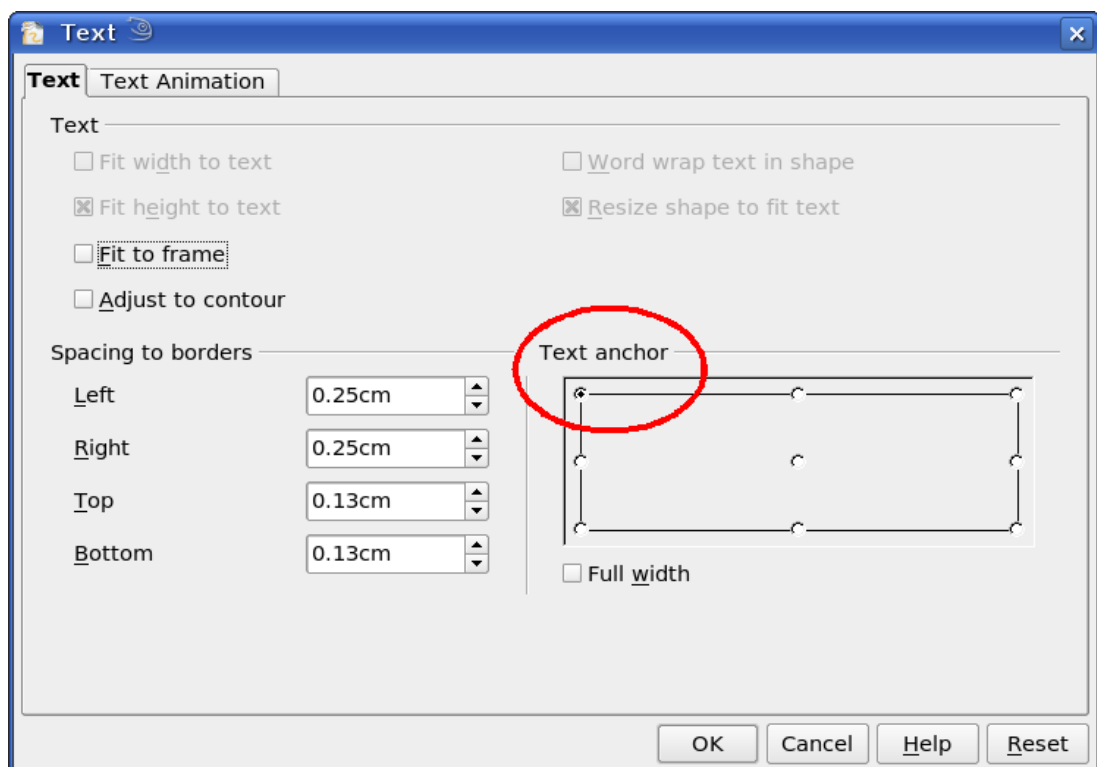 Text
Text Text Animation
Text
Fit width to text
Word wrap text in shape
Fit height to text
Resize shape to fit text
Fit to frame
Adjust to contour
Spacing to borders
Left 0.25cm
Right 0.25cm
Top 0.13cm
Bottom 0.13cm
Text anchor
Full width
OK Cancel Help Reset